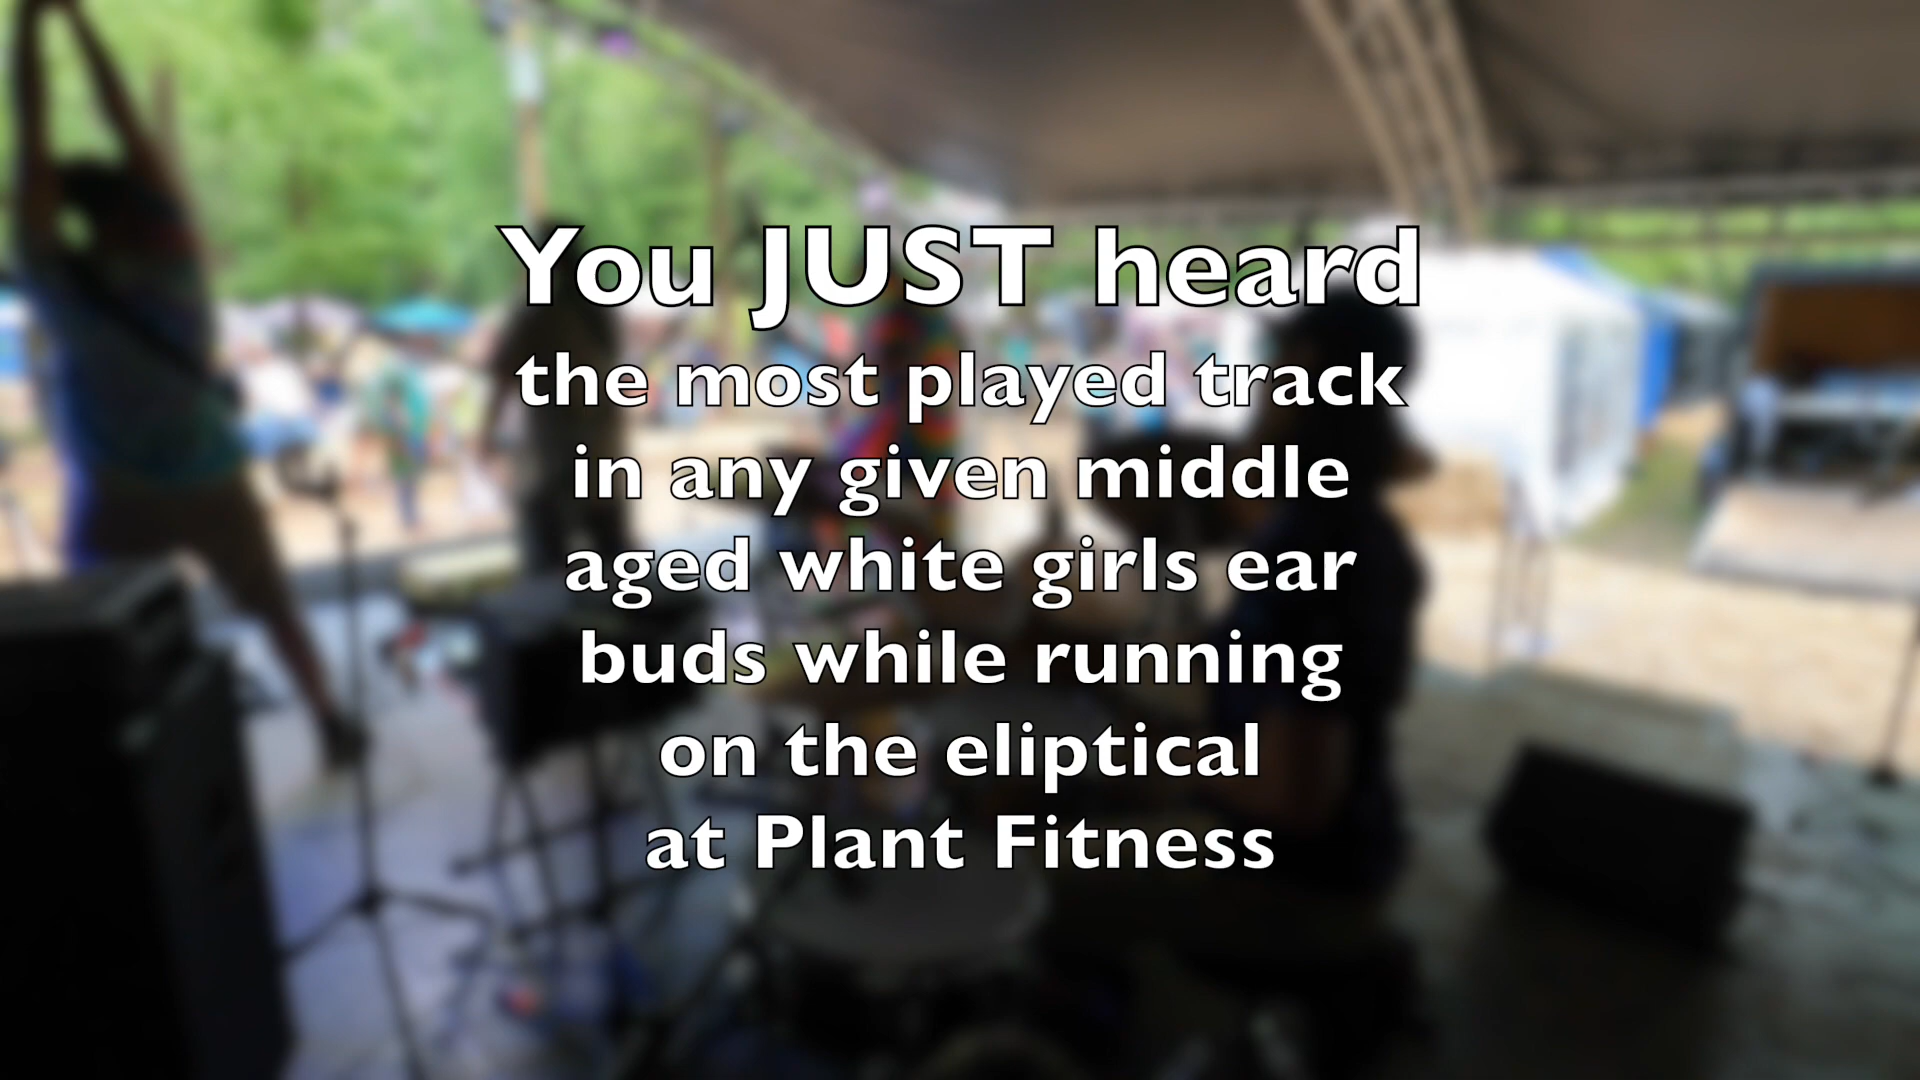 You JUST heard
the most played track
in any given middle
aged white girls ear
buds while running
on the eliptical
at Plant Fitness